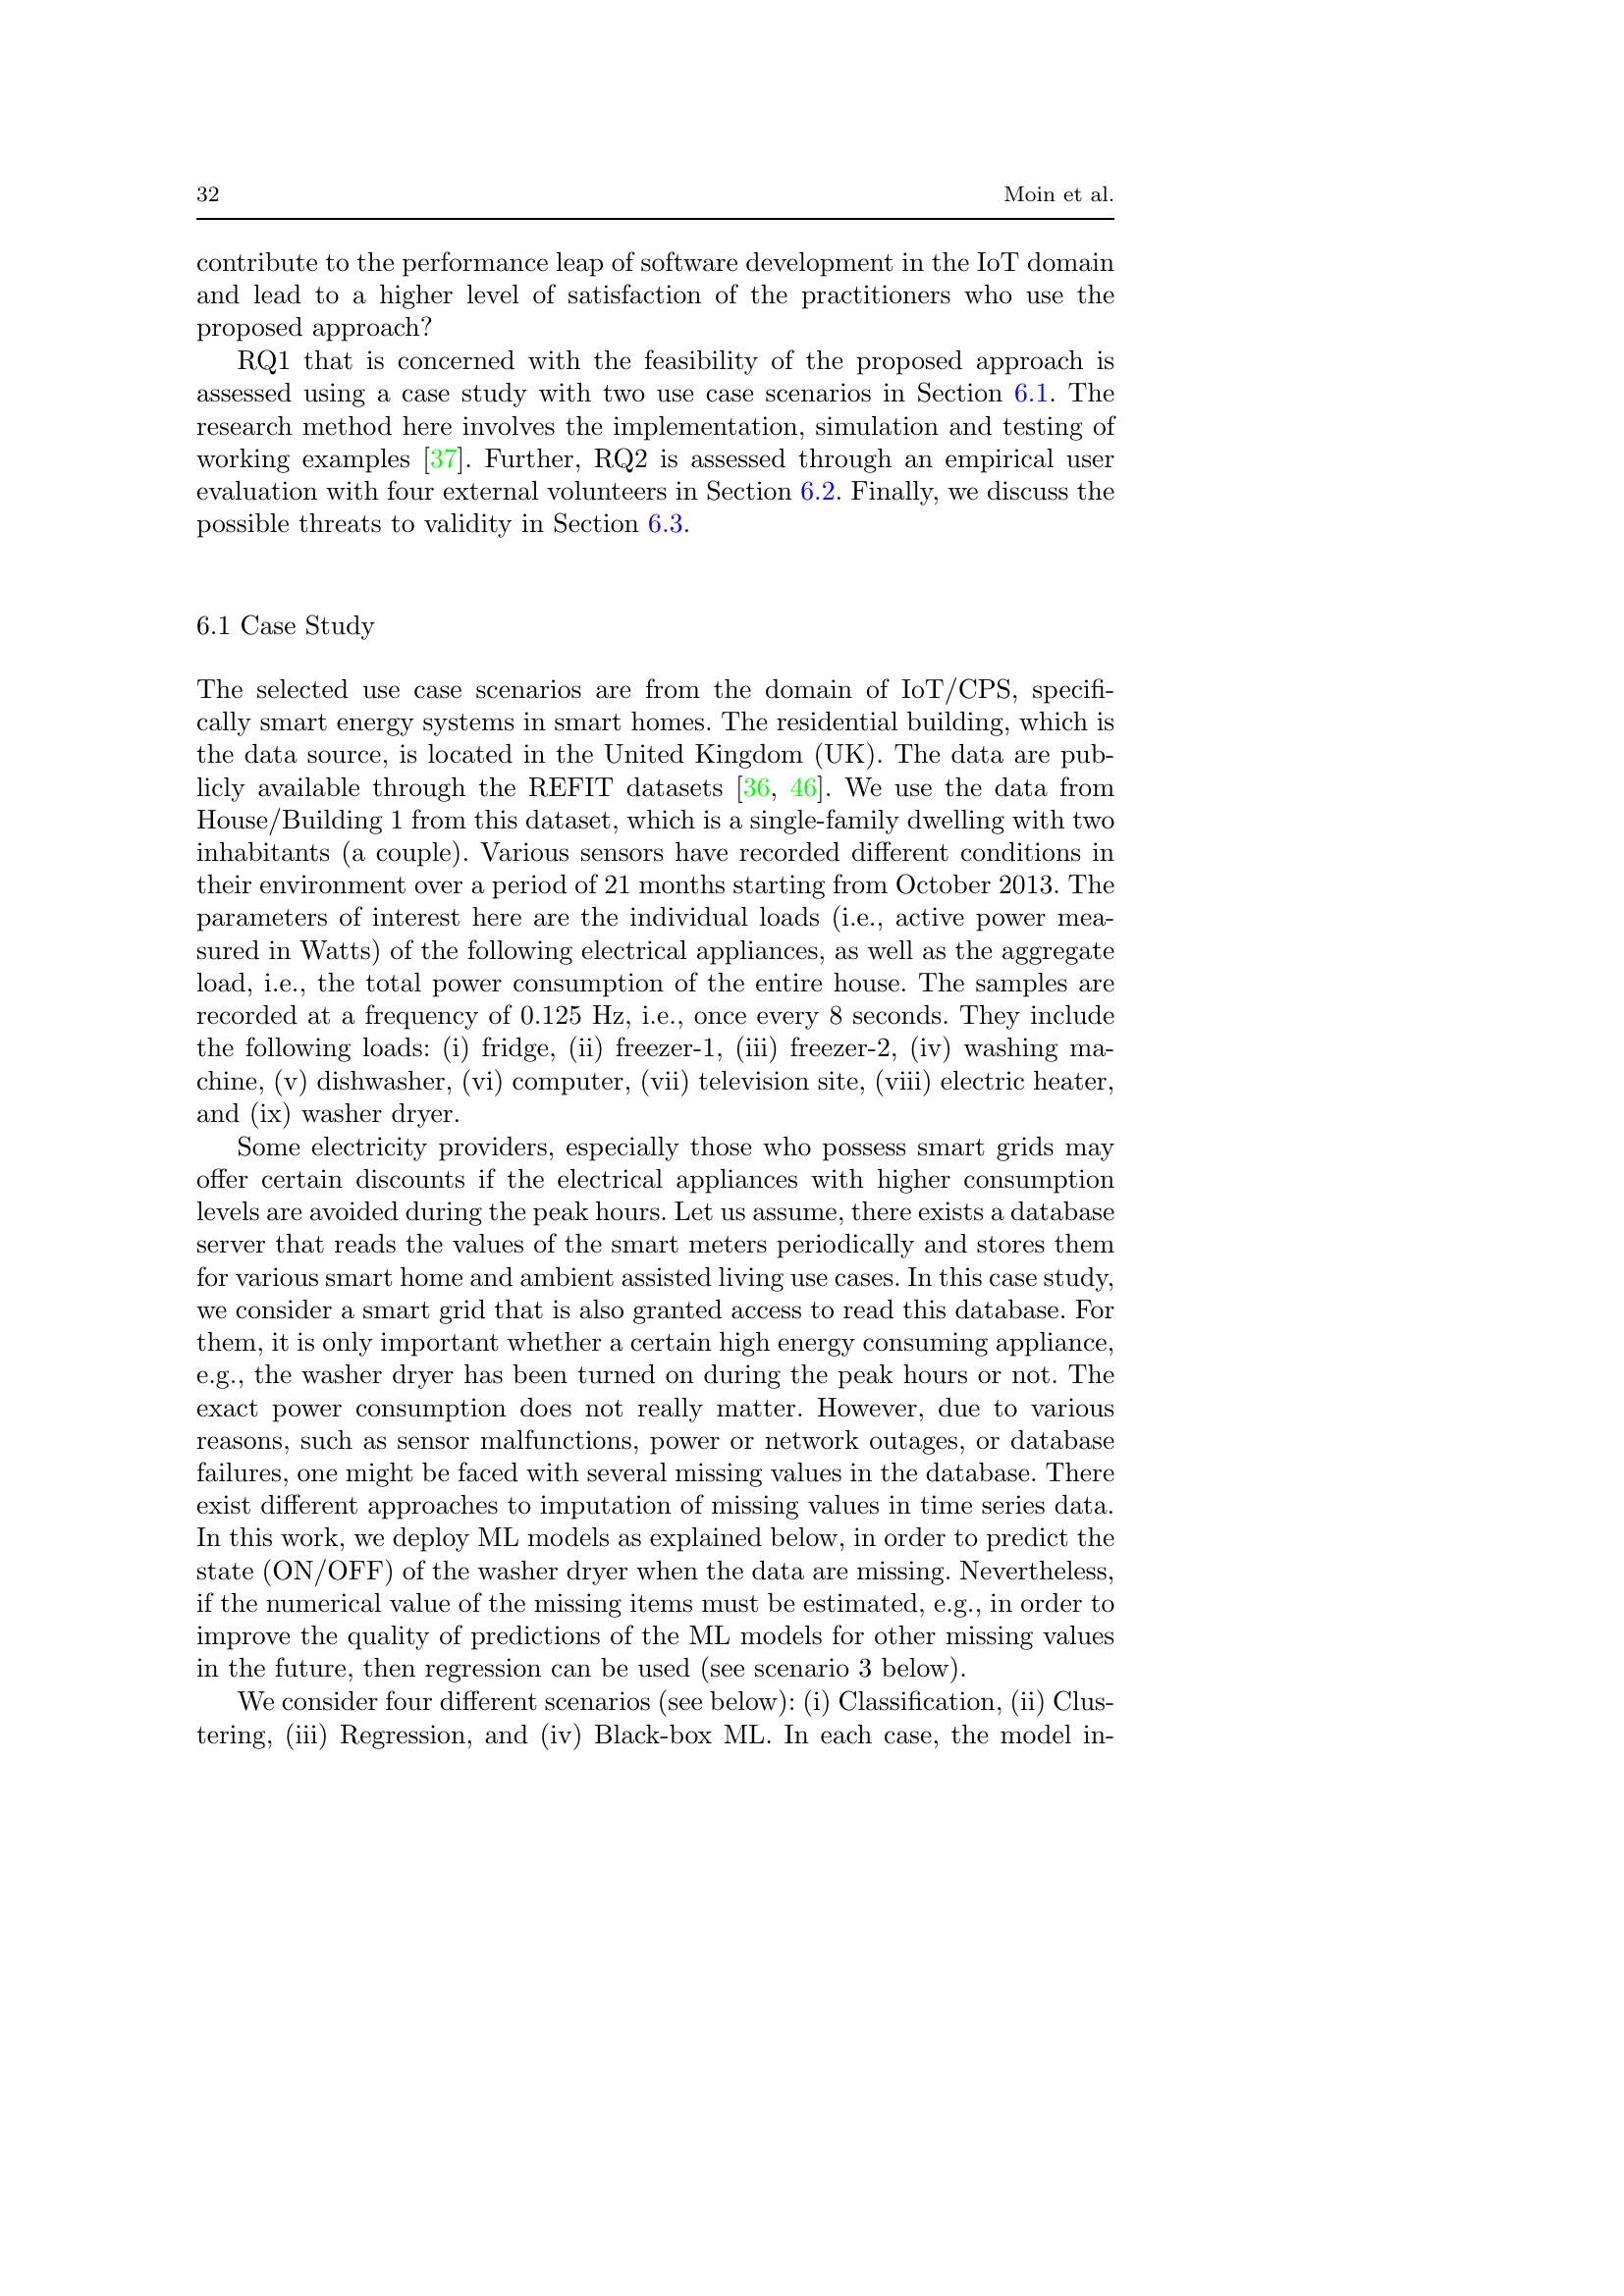 32
Moin et al.
contribute to the performance leap of software development in the IoT domain
and lead to a higher level of satisfaction of the practitioners who use the
proposed approach?
RQ1 that is concerned with the feasibility of the proposed approach is
assessed using a case study with two use case scenarios in Section 6.1. The
research method here involves the implementation, simulation and testing of
working examples [37]. Further, RQ2 is assessed through an empirical user
evaluation with four external volunteers in Section 6.2. Finally, we discuss the
possible threats to validity in Section 6.3.
6.1 Case Study
The selected use case scenarios are from the domain of IoT/CPS, specifi-
cally smart energy systems in smart homes. The residential building, which is
the data source, is located in the United Kingdom (UK). The data are pub-
licly available through the REFIT datasets [36, 46]. We use the data from
House/Building 1 from this dataset, which is a single-family dwelling with two
inhabitants (a couple). Various sensors have recorded different conditions in
their environment over a period of 21 months starting from October 2013. The
parameters of interest here are the individual loads (i.e., active power mea-
sured in Watts) of the following electrical appliances, as well as the aggregate
load, i.e., the total power consumption of the entire house. The samples are
recorded at a frequency of 0.125 Hz, i.e., once every 8 seconds. They include
the following loads: (i) fridge, (ii) freezer-1, (iii) freezer-2, (iv) washing ma-
chine, (v) dishwasher, (vi) computer, (vii) television site, (viii) electric heater,
and (ix) washer dryer.
Some electricity providers, especially those who possess smart grids may
offer certain discounts if the electrical appliances with higher consumption
levels are avoided during the peak hours. Let us assume, there exists a database
server that reads the values of the smart meters periodically and stores them
for various smart home and ambient assisted living use cases. In this case study,
we consider a smart grid that is also granted access to read this database. For
them, it is only important whether a certain high energy consuming appliance,
e.g., the washer dryer has been turned on during the peak hours or not. The
exact power consumption does not really matter. However, due to various
reasons, such as sensor malfunctions, power or network outages, or database
failures, one might be faced with several missing values in the database. There
exist different approaches to imputation of missing values in time series data.
In this work, we deploy ML models as explained below, in order to predict the
state (ON/OFF) of the washer dryer when the data are missing. Nevertheless,
if the numerical value of the missing items must be estimated, e.g., in order to
improve the quality of predictions of the ML models for other missing values
in the future, then regression can be used (see scenario 3 below).
We consider four different scenarios (see below): (i) Classification, (ii) Clus-
tering, (iii) Regression, and (iv) Black-box ML. In each case, the model in-